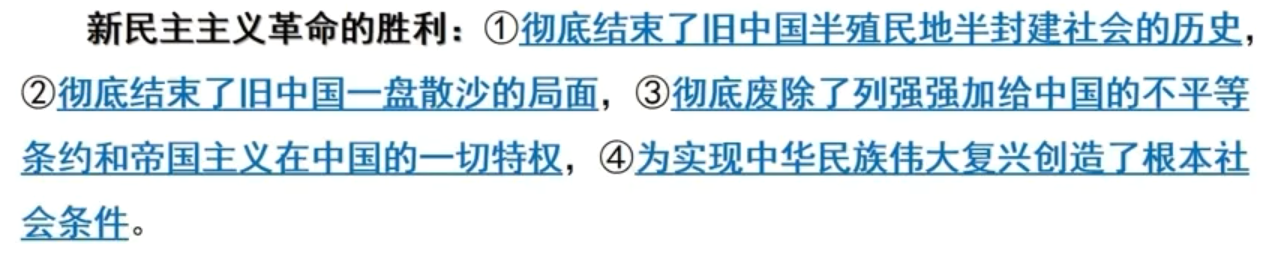 新民主主义革命的胜利：①彻底结束了旧中国半殖民地半封建社会的历史，
②彻底结束了旧中国一盘散沙的局面，③彻底废除了列强强加给中国的不平等
条约和帝国主义在中国的一切特权，④为实现中华民族伟大复兴创造了根本社
会条件。